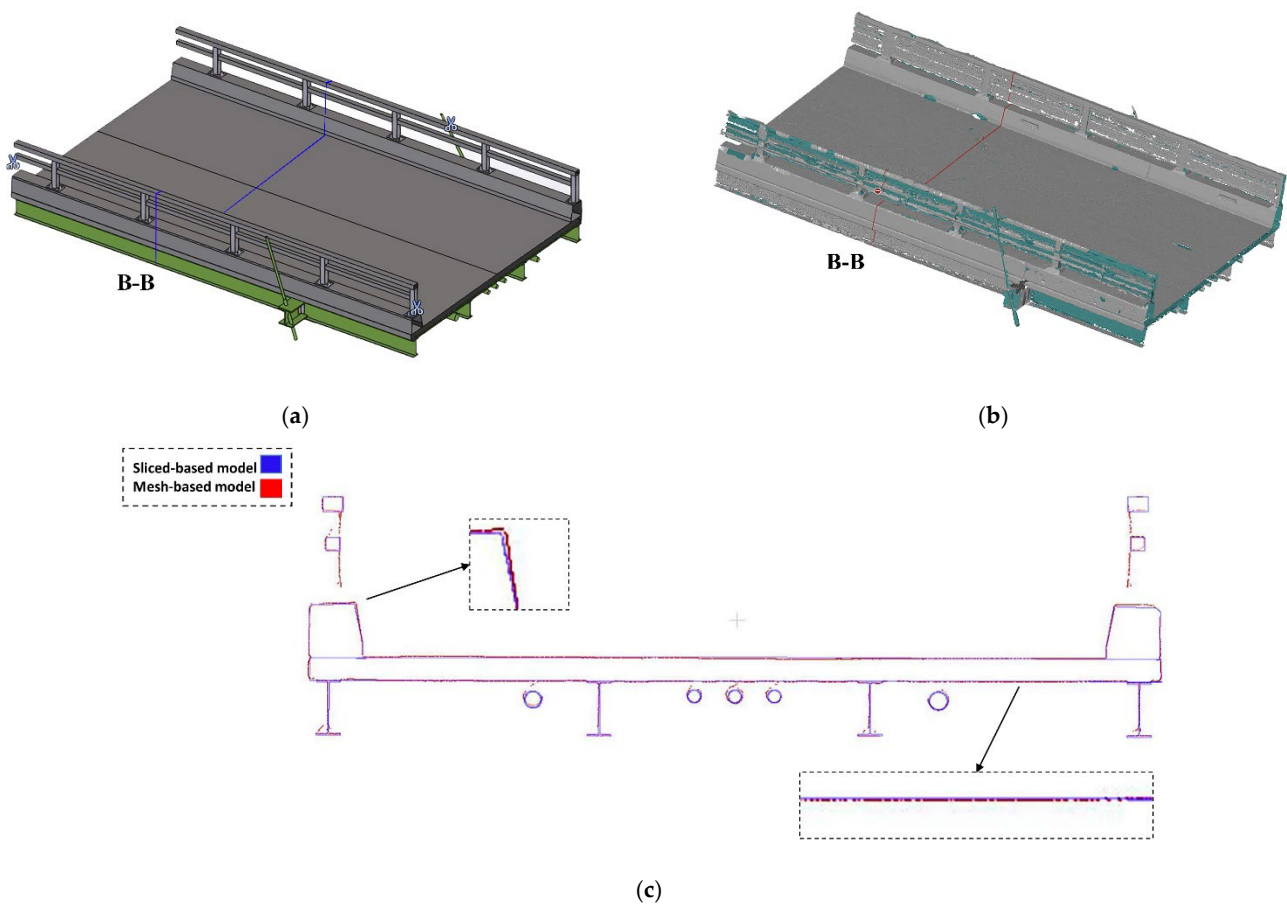 B-B
B-B
(a)
(b)
Sliced-based model
Mesh-based model
(c)